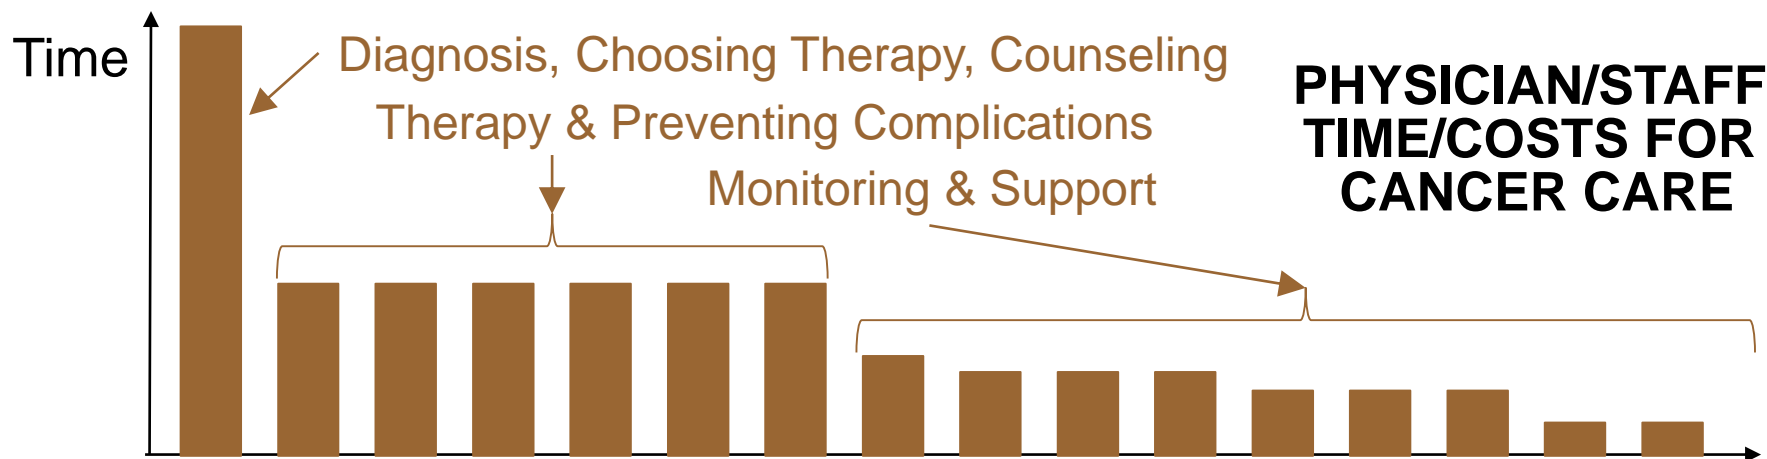 Time
Diagnosis, Choosing Therapy, Counseling
Therapy & Preventing Complications
Monitoring & Support
PHYSICIAN/STAFF
TIME/COSTS FOR
CANCER CARE